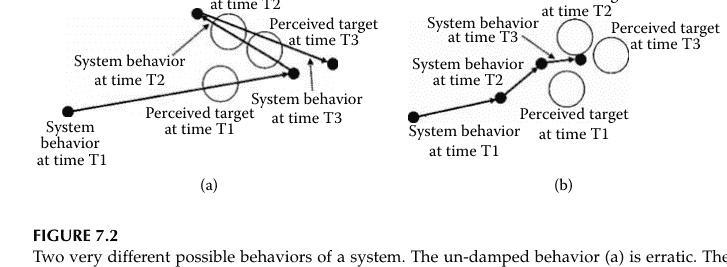 at time T2
Perceived target
at time T3
System behavior
at time T2
System behavior
at time T3
Perceived target
at time T1
System
behavior
at time T1
(a)
at time T2
System behavior
at time T3
Perceived target
at time T3
System behavior
at time T2
Perceived target
at time T1
System behavior
at time T1
(b)
FIGURE 7.2
Two very different possible behaviors of a system. The un-damped behavior (a) is erratic. The